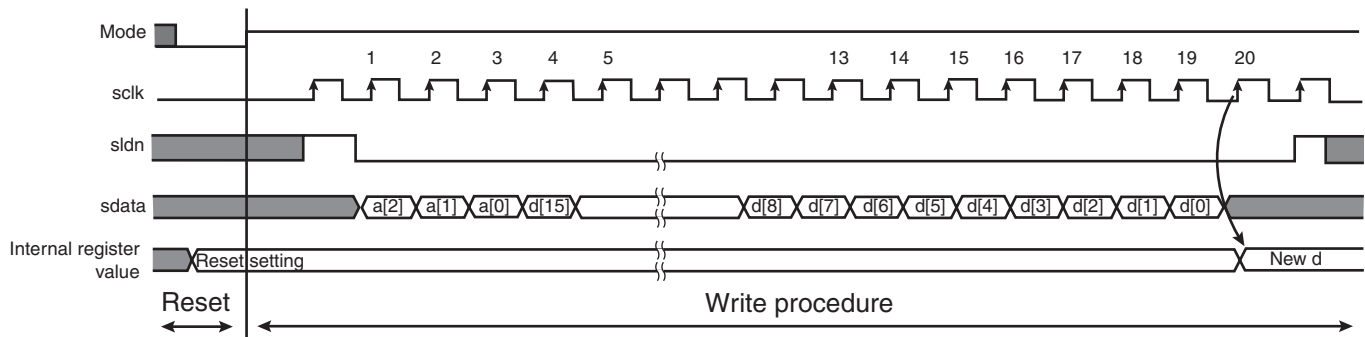 Mode
1 2 3 4 5 13 14 15 16 17 18 19 20
sclk
sldn
sdata a[2] a[1] a[0] d[15] d[8] d[7] d[6] d[5] d[4] d[3] d[2] d[1] d[0]
Internal register
value
Reset setting New d
Reset Write procedure